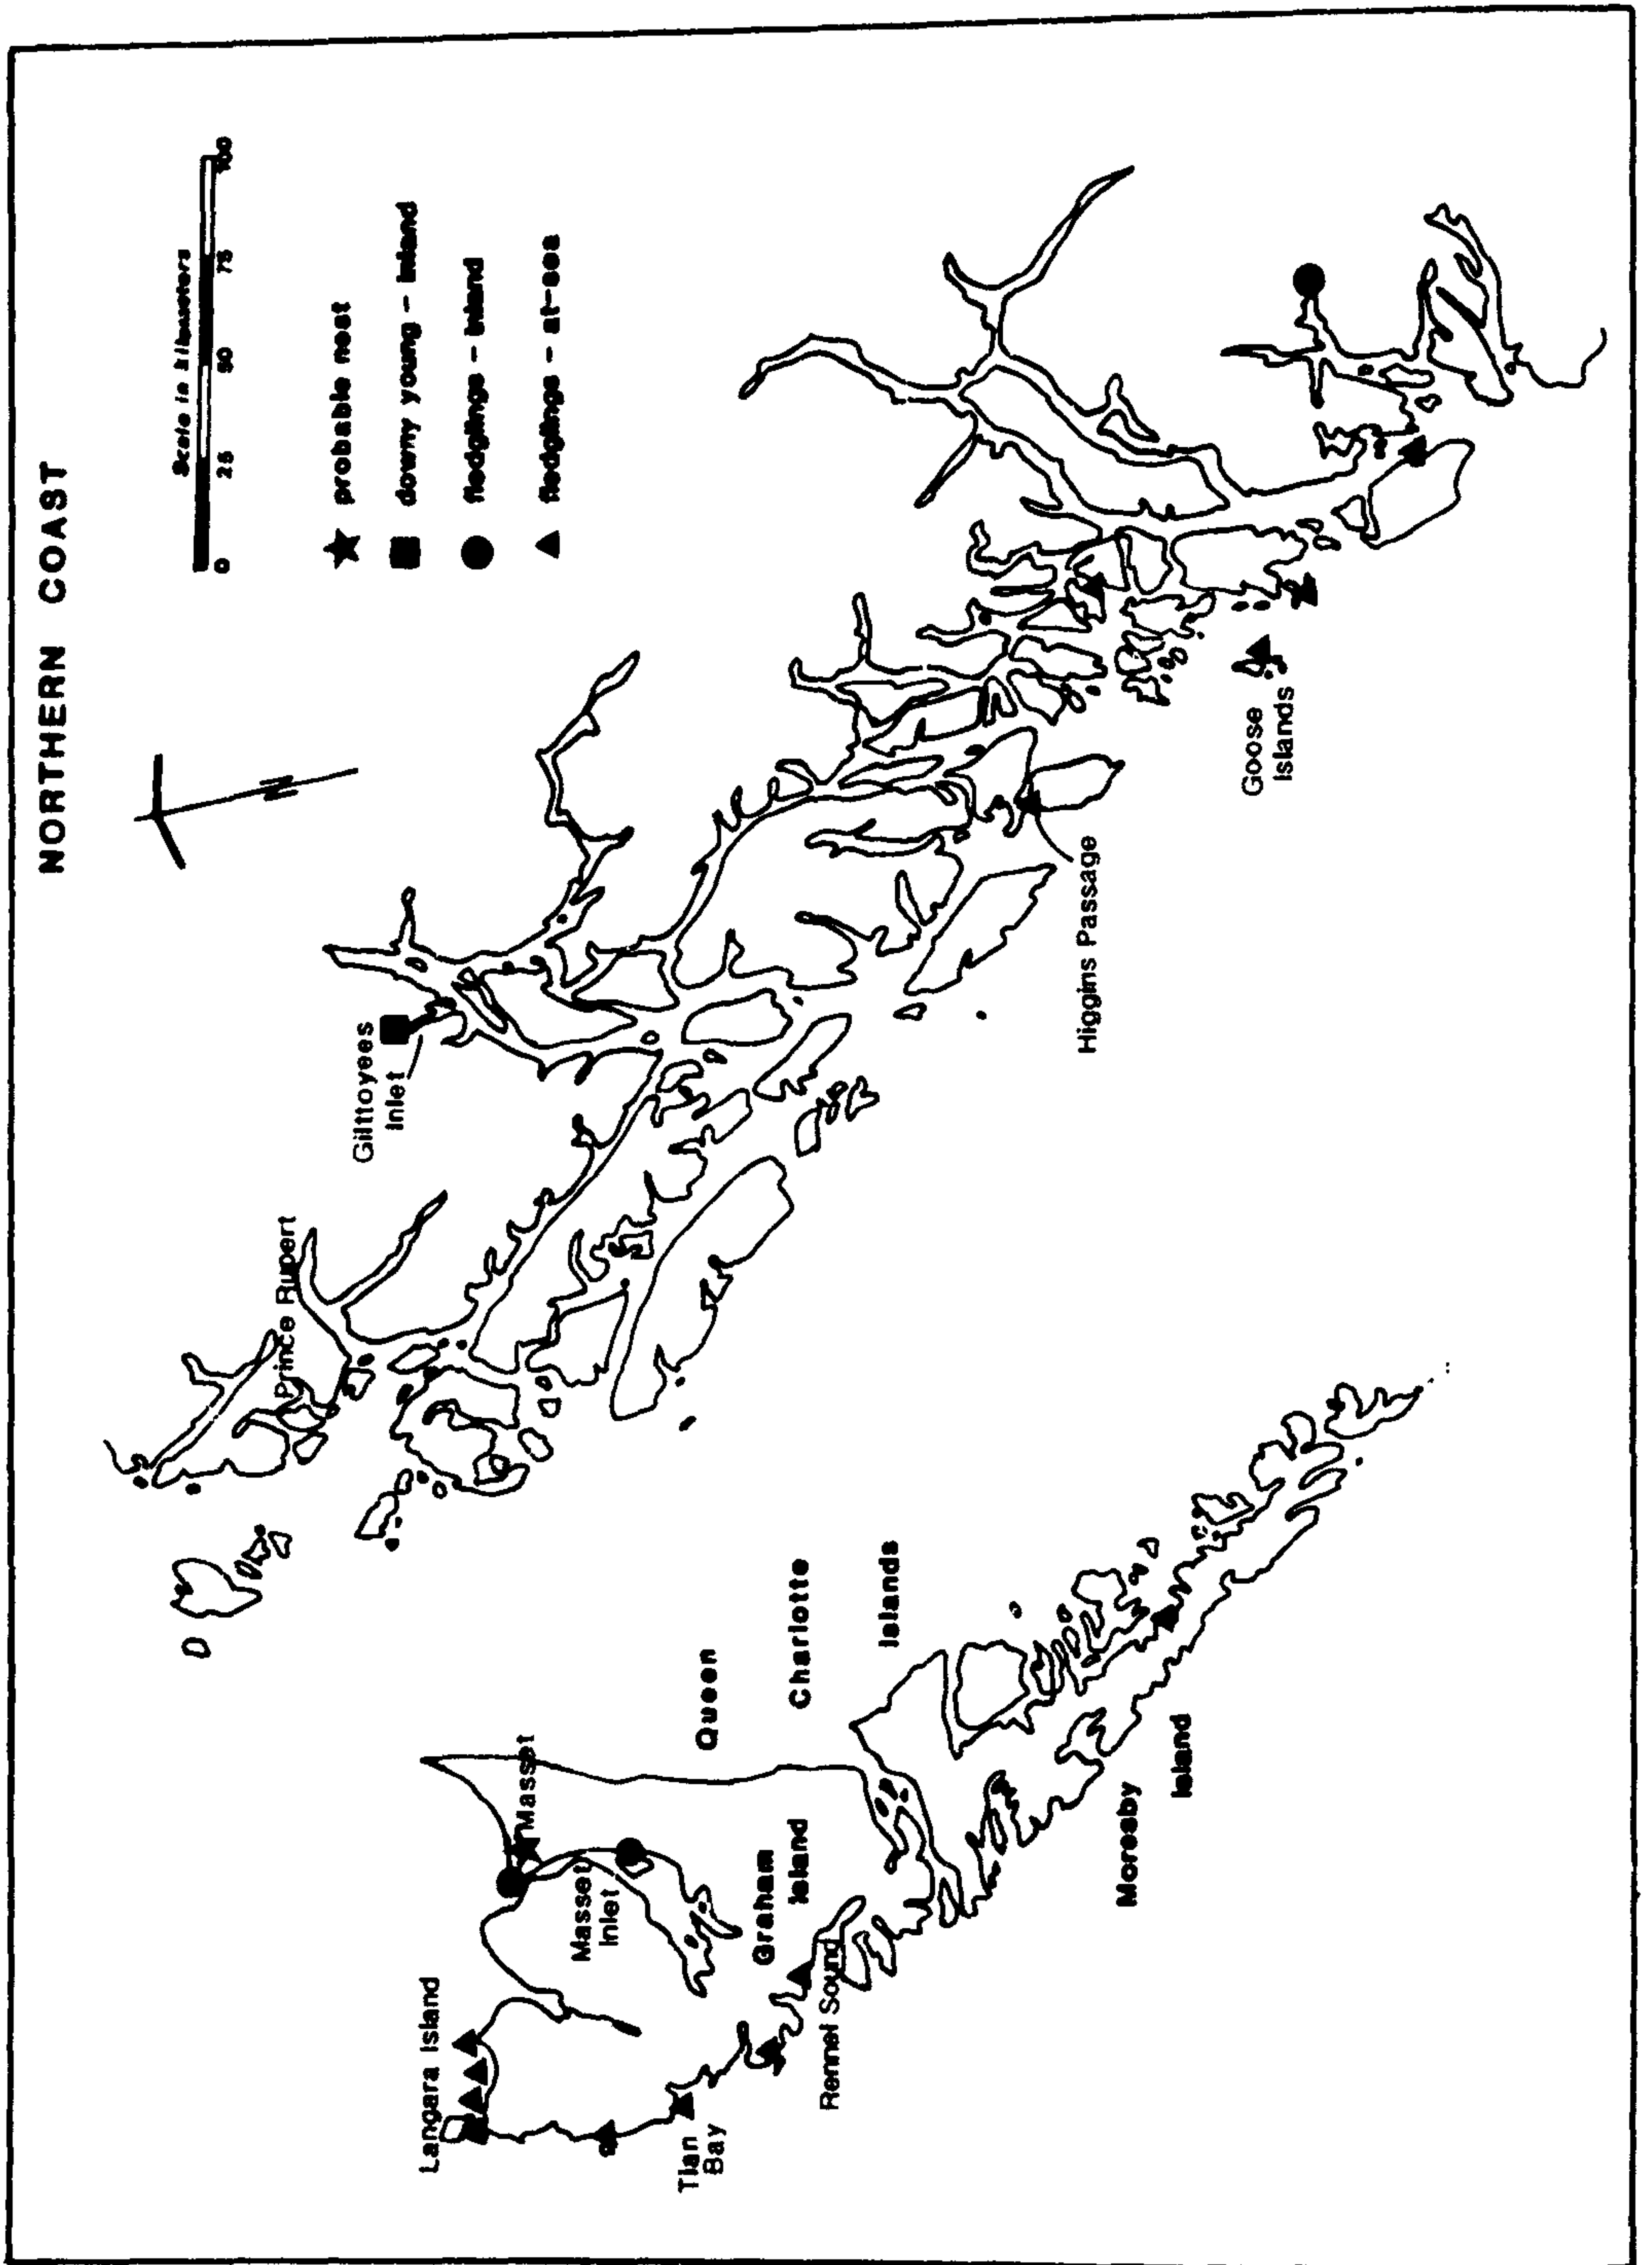 NORTHERN COAST
Scale in kilometers
0 25 50 75 100
probable nest
downy young - inland
fledglings - inland
fledglings - at-sea
Prince Rupert
Gilttoyees
Inlet
Higgins Passage
Goose
Islands
Langara Island
Masset
Masset
Inlet
Queen
Charlotte
Islands
Graham
Island
Tian
Bay
Rennel Sound
Moresby
Island
N